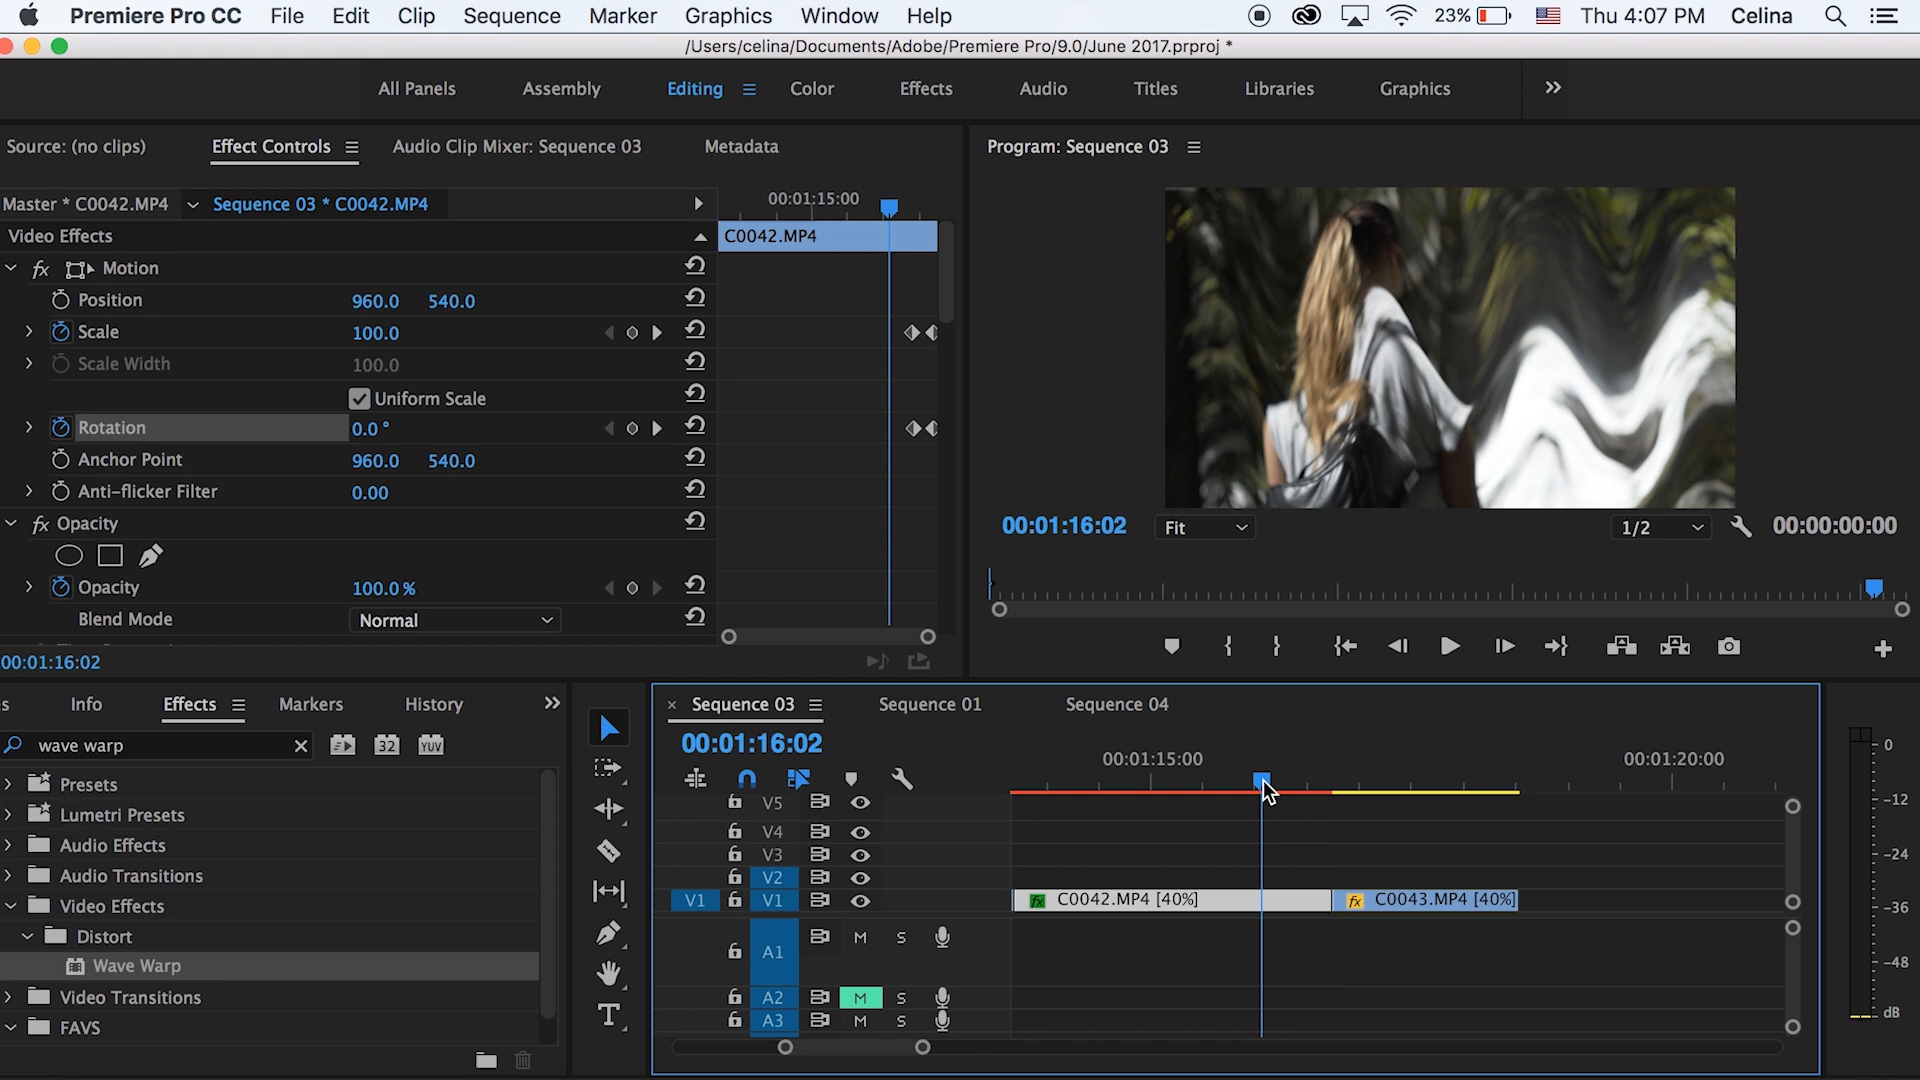 Premiere Pro CC File Edit Clip Sequence Marker Graphics Window Help 23% Thu 4:07 PM Celina
/Users/celina/Documents/Adobe/Premiere Pro/9.0/June 2017.prproj *
All Panels Assembly Editing Color Effects Audio Titles Libraries Graphics
Source: (no clips) Effect Controls Audio Clip Mixer: Sequence 03 Metadata
Program: Sequence 03
Master * C0042.MP4 Sequence 03 * C0042.MP4
00:01:15:00
Video Effects
C0042.MP4
fx Motion
Position 960.0 540.0
Scale 100.0
Scale Width 100.0
Uniform Scale
Rotation 0.0 °
Anchor Point 960.0 540.0
Anti-flicker Filter 0.00
fx Opacity
Opacity 100.0 %
Blend Mode Normal
00:01:16:02
00:01:16:02 Fit 1/2 00:00:00:00
s Info Effects Markers History
wave warp 32 YUV
Presets
Lumetri Presets
Audio Effects
Audio Transitions
Video Effects
Distort
Wave Warp
Video Transitions
FAVS
T
× Sequence 03 Sequence 01 Sequence 04
00:01:16:02
00:01:15:00 00:01:20:00
V5
V4
V3
V2
V1 V1 fx C0042.MP4 [40%] fx C0043.MP4 [40%]
A1 M S
A2 M S
A3 M S
0
-12
-24
-36
-48
dB